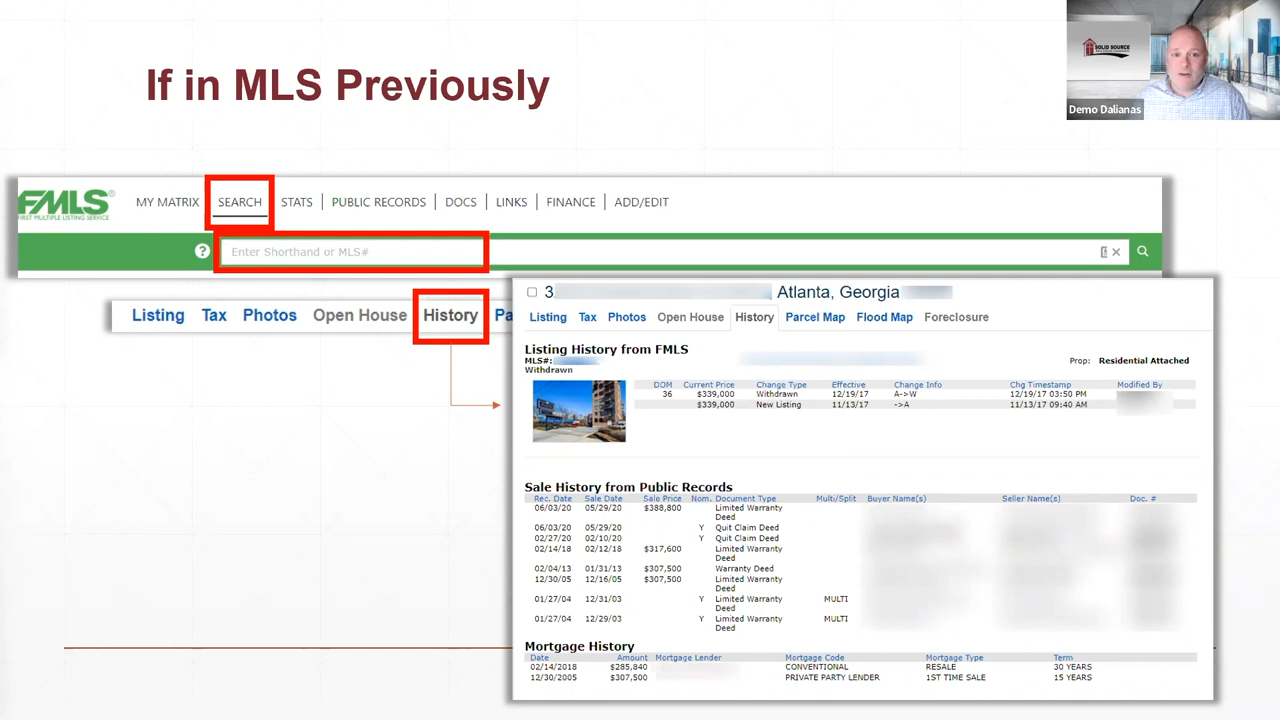 If in MLS Previously
SOLID SOURCE
Demo Dalianas
FMLS®
FIRST MULTIPLE LISTING SERVICE
MY MATRIX SEARCH STATS PUBLIC RECORDS DOCS LINKS FINANCE ADD/EDIT
? Enter Shorthand or MLS#
Listing Tax Photos Open House History Pa
3 Atlanta, Georgia
Listing Tax Photos Open House History Parcel Map Flood Map Foreclosure
Listing History from FMLS
MLS#: Prop: Residential Attached
Withdrawn
DOM Current Price Change Type Effective Change Info Chg Timestamp Modified By
36 $339,000 Withdrawn 12/19/17 A->W 12/19/17 03:50 PM
$339,000 New Listing 11/13/17 ->A 11/13/17 09:40 AM
Sale History from Public Records
Rec. Date Sale Date Sale Price Nom. Document Type Multi/Split Buyer Name(s) Seller Name(s) Doc. #
06/03/20 05/29/20 $388,800 Limited Warranty
Deed
06/03/20 05/29/20 Y Quit Claim Deed
02/27/20 02/10/20 Y Quit Claim Deed
02/14/18 02/12/18 $317,600 Limited Warranty
Deed
02/04/13 01/31/13 $307,500 Warranty Deed
12/30/05 12/16/05 $307,500 Limited Warranty
Deed
01/27/04 12/31/03 Y Limited Warranty MULTI
Deed
01/27/04 12/29/03 Y Limited Warranty MULTI
Deed
Mortgage History
Date Amount Mortgage Lender Mortgage Code Mortgage Type Term
02/14/2018 $285,840 CONVENTIONAL RESALE 30 YEARS
12/30/2005 $307,500 PRIVATE PARTY LENDER 1ST TIME SALE 15 YEARS